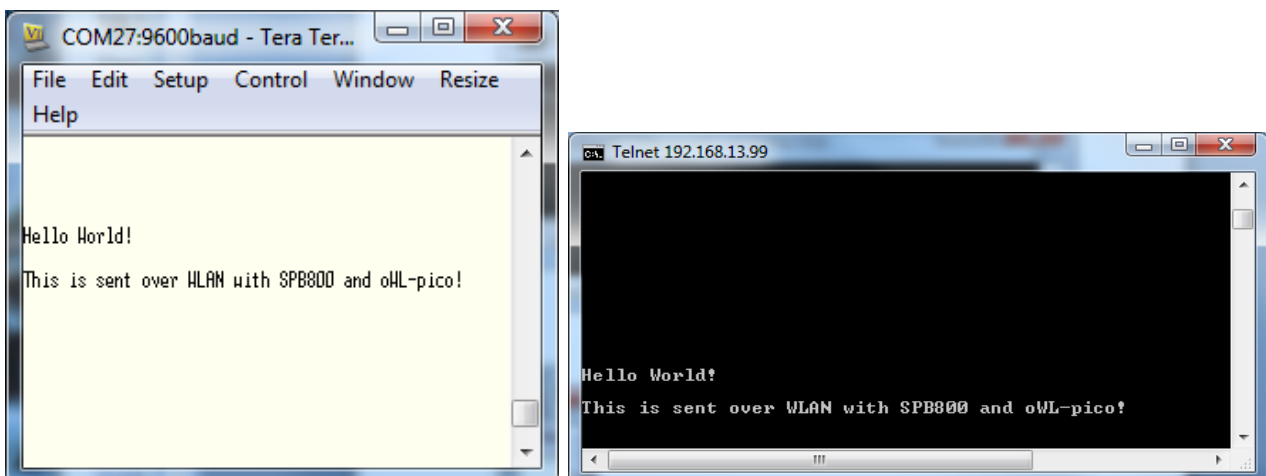 COM27:9600baud - Tera Ter...
File Edit Setup Control Window Resize
Help
Hello World!
This is sent over WLAN with SPB800 and oWL-pico!
Telnet 192.168.13.99
Hello World!
This is sent over WLAN with SPB800 and oWL-pico!